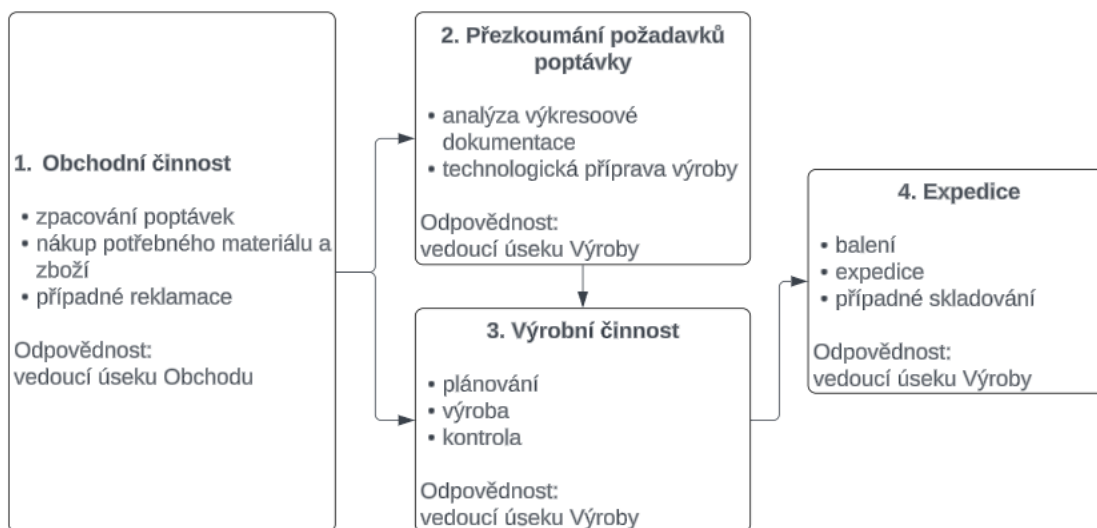 1. Obchodní činnost
• zpacování poptávek
• nákup potřebného materiálu a
zboží
• případné reklamace
Odpovědnost:
vedoucí úseku Obchodu
2. Přezkoumání požadavků
poptávky
• analýza výkresoové
dokumentace
• technologická příprava výroby
Odpovědnost:
vedoucí úseku Výroby
3. Výrobní činnost
• plánování
• výroba
• kontrola
Odpovědnost:
vedoucí úseku Výroby
4. Expedice
• balení
• expedice
• případné skladování
Odpovědnost:
vedoucí úseku Výroby